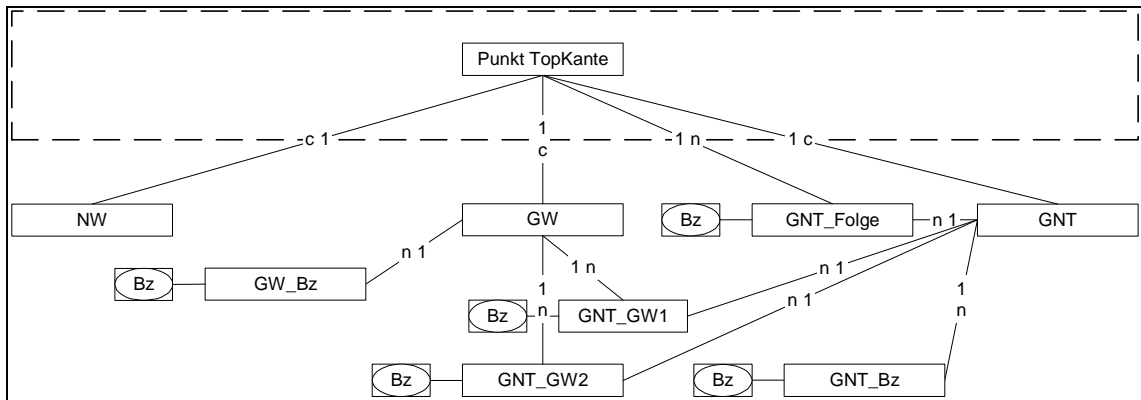 Punkt TopKante
c 1
1
c
1 n
1 c
NW
GW
Bz
GNT_Folge
n 1
GNT
n 1
Bz
GW_Bz
1 n
n 1
1
n
n 1
1
n
Bz
GNT_GW1
Bz
GNT_GW2
Bz
GNT_Bz